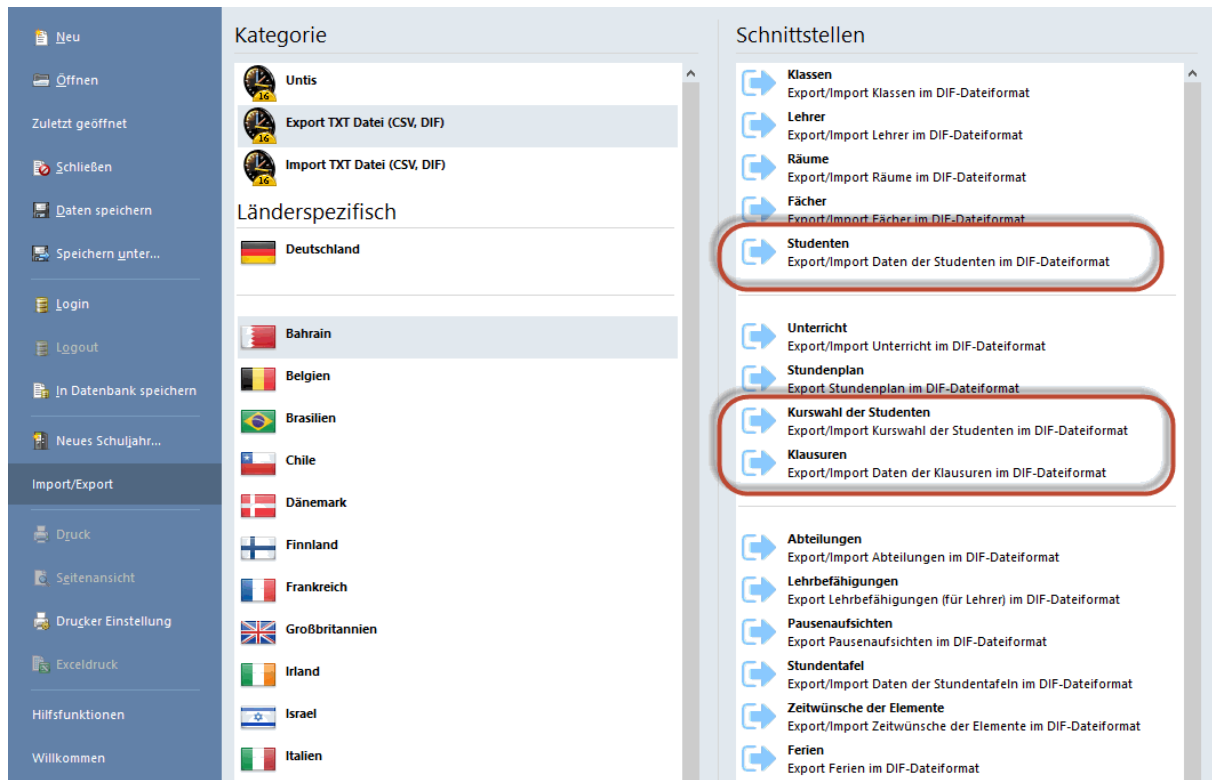 Neu
Öffnen
Zuletzt geöffnet
Schließen
Daten speichern
Speichern unter...
Login
Logout
In Datenbank speichern
Neues Schuljahr...
Import/Export
Druck
Seitenansicht
Drucker Einstellung
Exceldruck
Hilfsfunktionen
Willkommen
Kategorie
16
Untis
16
Export TXT Datei (CSV, DIF)
16
Import TXT Datei (CSV, DIF)
Länderspezifisch
Deutschland
Bahrain
Belgien
Brasilien
Chile
Dänemark
Finnland
Frankreich
Großbritannien
Irland
Israel
Italien
Schnittstellen
Klassen
Export/Import Klassen im DIF-Dateiformat
Lehrer
Export/Import Lehrer im DIF-Dateiformat
Räume
Export/Import Räume im DIF-Dateiformat
Fächer
Export/Import Fächer im DIF-Dateiformat
Studenten
Export/Import Daten der Studenten im DIF-Dateiformat
Unterricht
Export/Import Unterricht im DIF-Dateiformat
Stundenplan
Export Stundenplan im DIF-Dateiformat
Kurswahl der Studenten
Export/Import Kurswahl der Studenten im DIF-Dateiformat
Klausuren
Export/Import Daten der Klausuren im DIF-Dateiformat
Abteilungen
Export/Import Abteilungen im DIF-Dateiformat
Lehrbefähigungen
Export Lehrbefähigungen (für Lehrer) im DIF-Dateiformat
Pausenaufsichten
Export Pausenaufsichten im DIF-Dateiformat
Stundentafel
Export/Import Daten der Stundentafeln im DIF-Dateiformat
Zeitwünsche der Elemente
Export/Import Zeitwünsche der Elemente im DIF-Dateiformat
Ferien
Export Ferien im DIF-Dateiformat